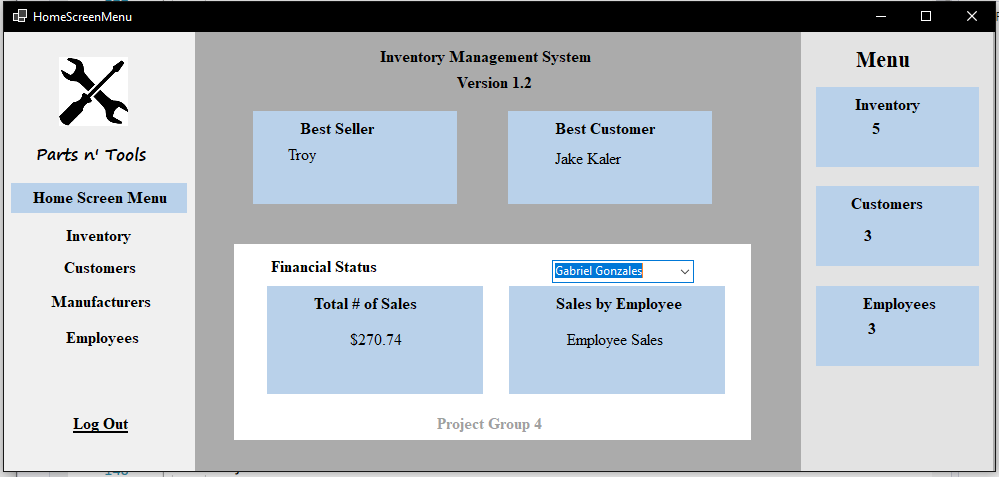 HomeScreenMenu
Parts n' Tools
Home Screen Menu
Inventory
Customers
Manufacturers
Employees
Log Out
Inventory Management System
Version 1.2
Best Seller
Troy
Best Customer
Jake Kaler
Financial Status
Gabriel Gonzales
Total # of Sales
$270.74
Sales by Employee
Employee Sales
Project Group 4
Menu
Inventory
5
Customers
3
Employees
3